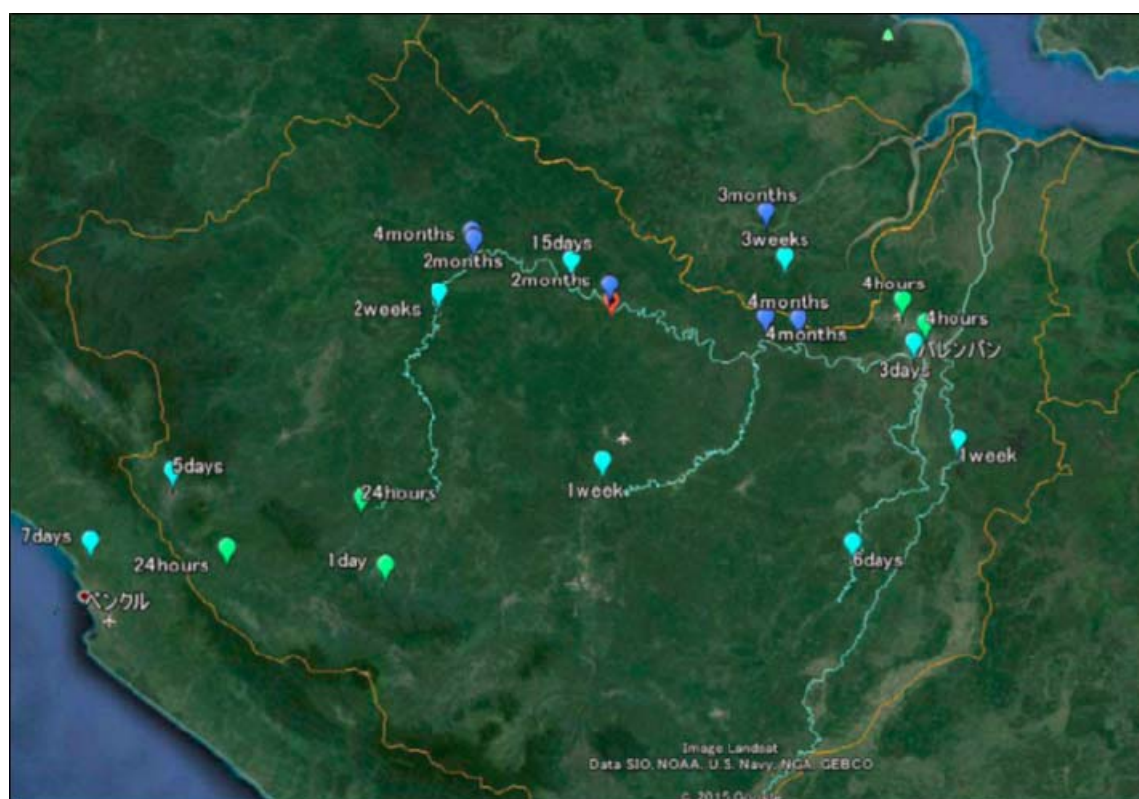 3months
4months
15days
3weeks
2months
2months
4hours
2weeks
4months
4hours
4months
パレンパン
3days
1week
5days
24hours
1week
7days
24hours
1day
6days
ベンクル
Image Landsat
Data SIO, NOAA, U.S. Navy, NGA, GEBCO
© 2015 Google